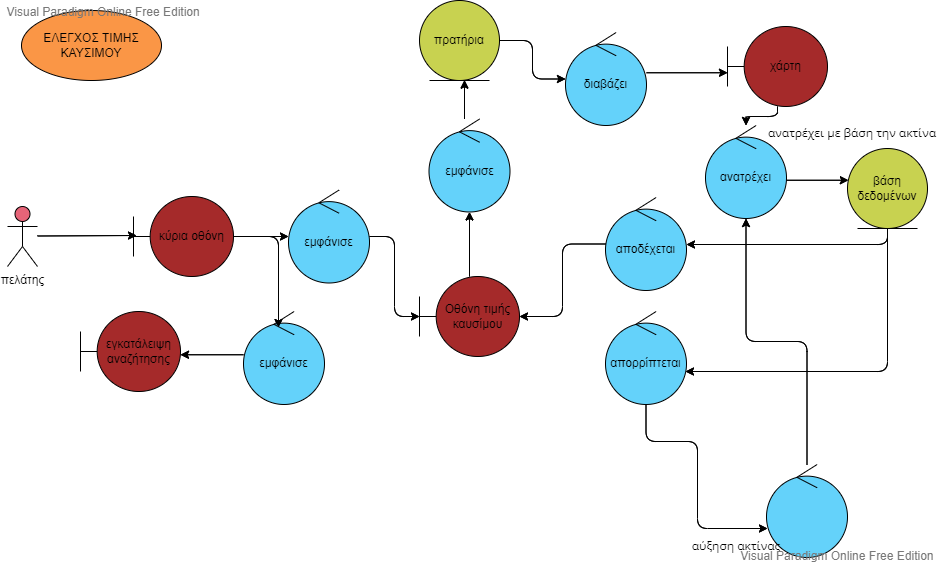 Visual Paradigm Online Free Edition
ΕΛΕΓΧΟΣ ΤΙΜΗΣ
ΚΑΥΣΙΜΟΥ
πρατήρια
διαβάζει
χάρτη
ανατρέχει με βάση την ακτίνα
εμφάνισε
ανατρέχει
βάση
δεδομένων
πελάτης
κύρια οθόνη
εμφάνισε
αποδέχεται
Οθόνη τιμής
καυσίμου
εγκατάλειψη
αναζήτησης
εμφάνισε
απορρίπτεται
αύξηση ακτίνας
Visual Paradigm Online Free Edition